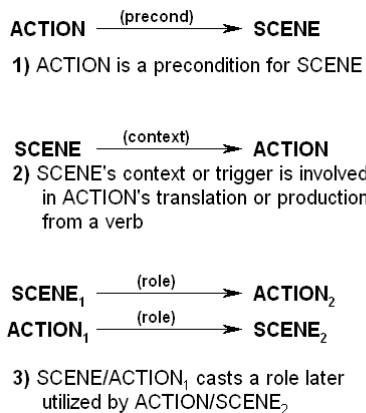 (precond)
ACTION SCENE
1) ACTION is a precondition for SCENE
(context)
SCENE ACTION
2) SCENE's context or trigger is involved
in ACTION's translation or production
from a verb
(role)
SCENE₁ ACTION₂
(role)
ACTION₁ SCENE₂
3) SCENE/ACTION₁ casts a role later
utilized by ACTION/SCENE₂